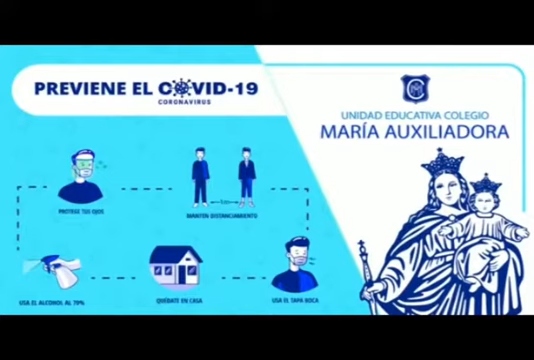 PREVIENE EL COVID-19
CORONAVIRUS
UNIDAD EDUCATIVA COLEGIO
MARÍA AUXILIADORA
PROTEGE TUS OJOS
MANTEN DISTANCIAMIENTO
USA EL ALCOHOL AL 70%
QUÉDATE EN CASA
USA EL TAPA BOCA